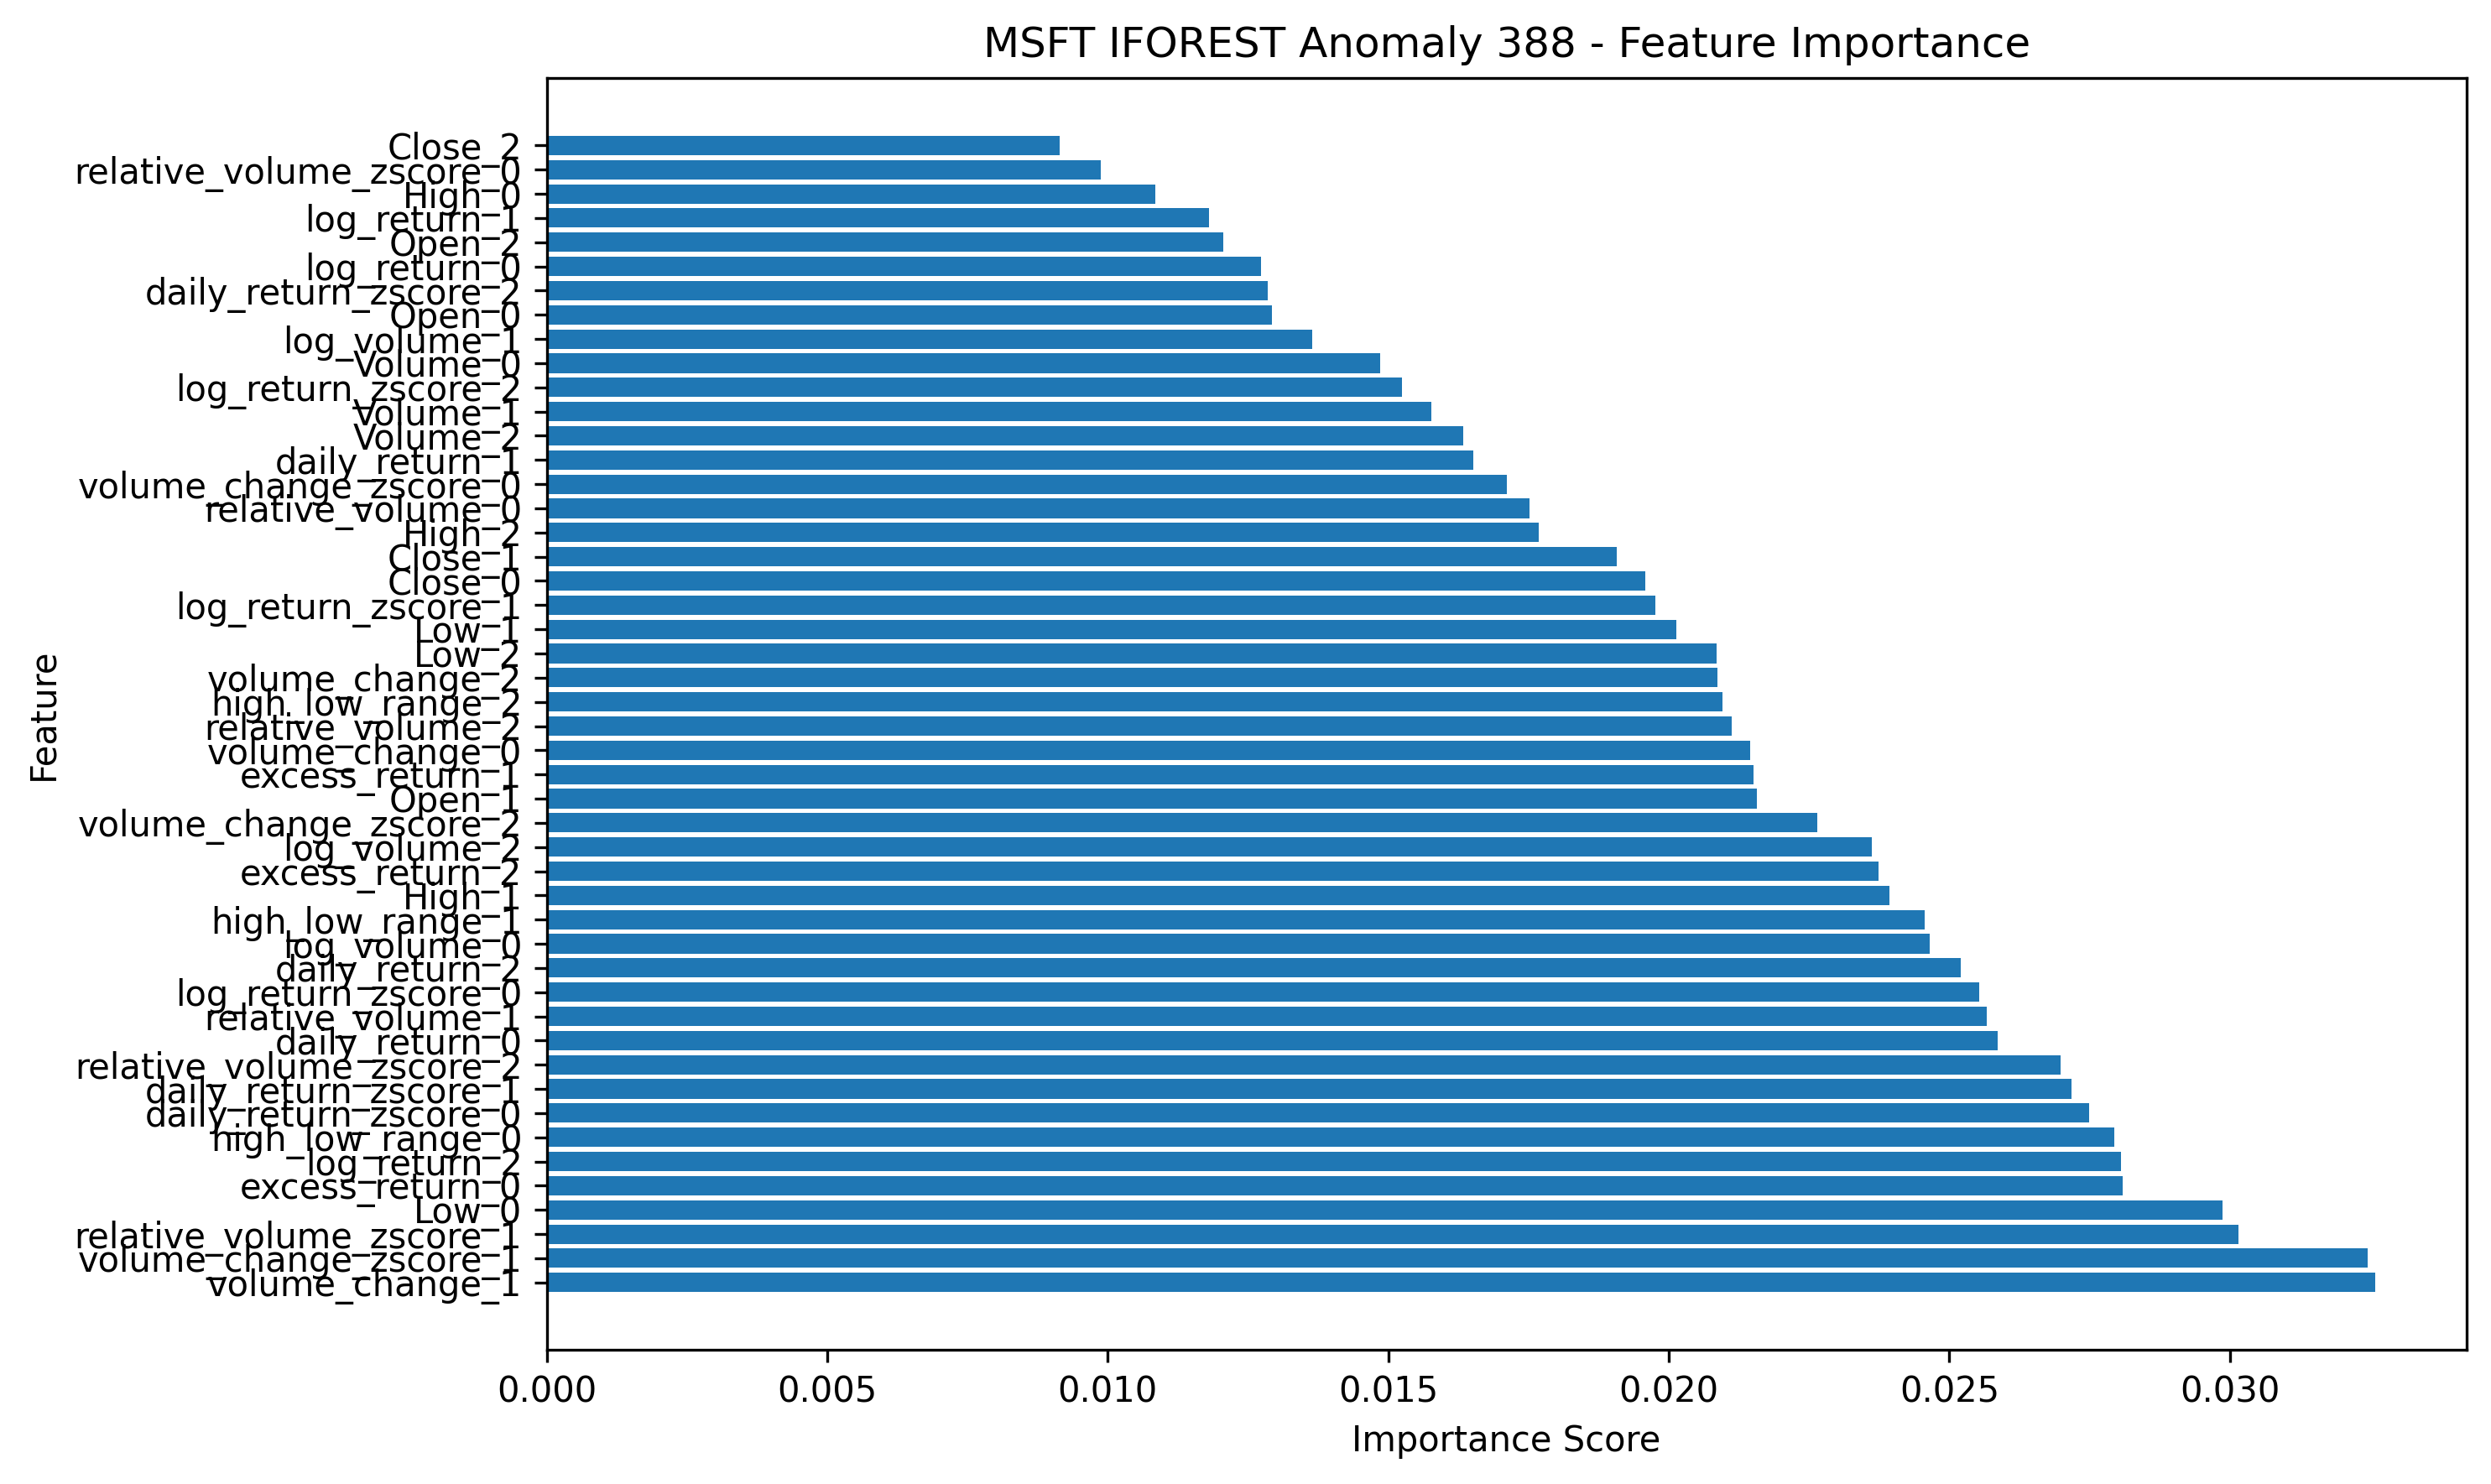 MSFT IFOREST Anomaly 388 - Feature Importance
Close_2
relative_volume_zscore_0
High_0
log_return_1
Open_2
log_return_0
daily_return_zscore_2
Open_0
log_volume_1
Volume_0
log_return_zscore_2
Volume_1
Volume_2
daily_return_1
volume_change_zscore_0
relative_volume_0
High_2
Close_1
Close_0
log_return_zscore_1
Low_1
Low_2
volume_change_2
high_low_range_2
relative_volume_2
volume_change_0
excess_return_1
Open_1
volume_change_zscore_2
log_volume_2
excess_return_2
High_1
high_low_range_1
log_volume_0
daily_return_2
log_return_zscore_0
relative_volume_1
daily_return_0
relative_volume_zscore_2
daily_return_zscore_1
daily_return_zscore_0
high_low_range_0
log_return_2
excess_return_0
Low_0
relative_volume_zscore_1
volume_change_zscore_1
volume_change_1
Feature
0.000 0.005 0.010 0.015 0.020 0.025 0.030
Importance Score